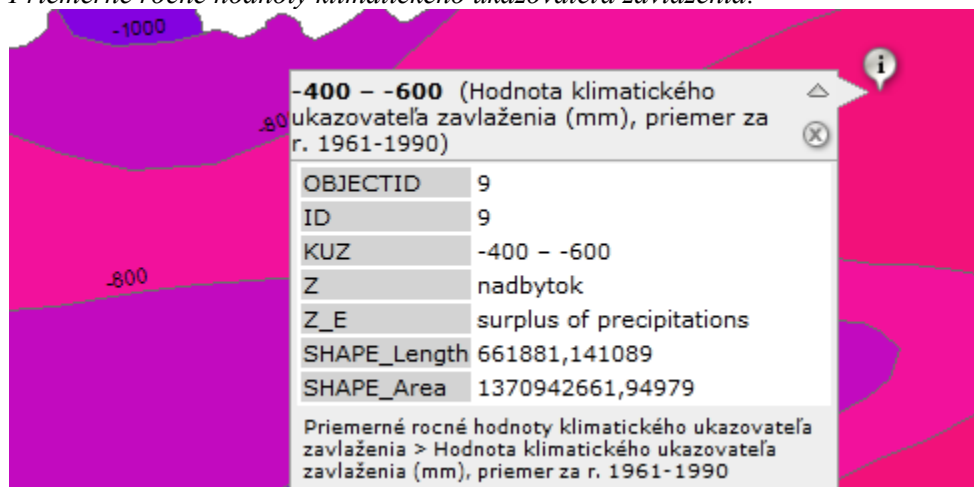 Priemerné ročné hodnoty klimatického ukazovateľa zavlaženia.
-1000
-400 – -600 (Hodnota klimatického
ukazovateľa zavlaženia (mm), priemer za
r. 1961-1990)
-80
OBJECTID 9
ID 9
KUZ -400 – -600
Z nadbytok
Z_E surplus of precipitations
SHAPE_Length 661881,141089
SHAPE_Area 1370942661,94979
-800
Priemerné rocné hodnoty klimatického ukazovateľa
zavlaženia > Hodnota klimatického ukazovateľa
zavlaženia (mm), priemer za r. 1961-1990